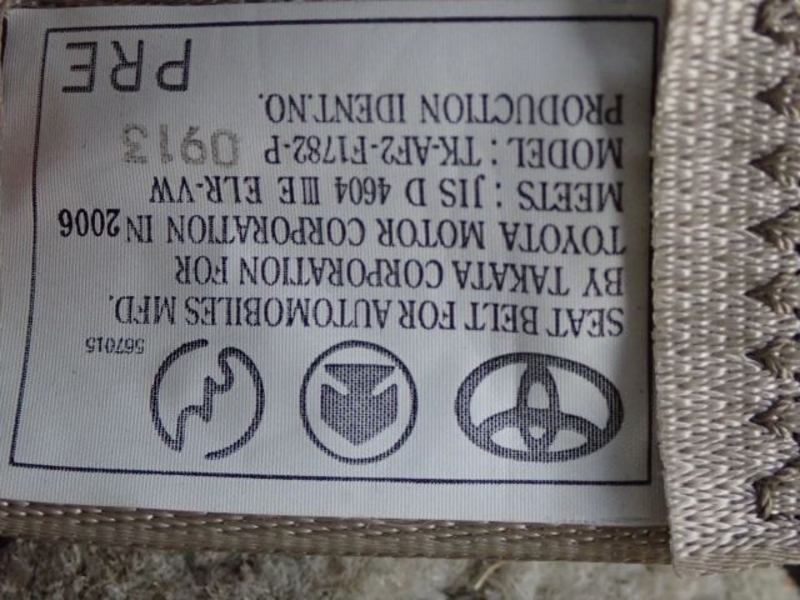 567015
SEAT BELT FOR AUTOMOBILES MFD.
BY TAKATA CORPORATION FOR
TOYOTA MOTOR CORPORATION IN 2006
MEETS : JIS D 4604 III E ELR-VW
MODEL : TK-AF2-F1782-P 0913
PRODUCTION IDENT.NO.
PRE